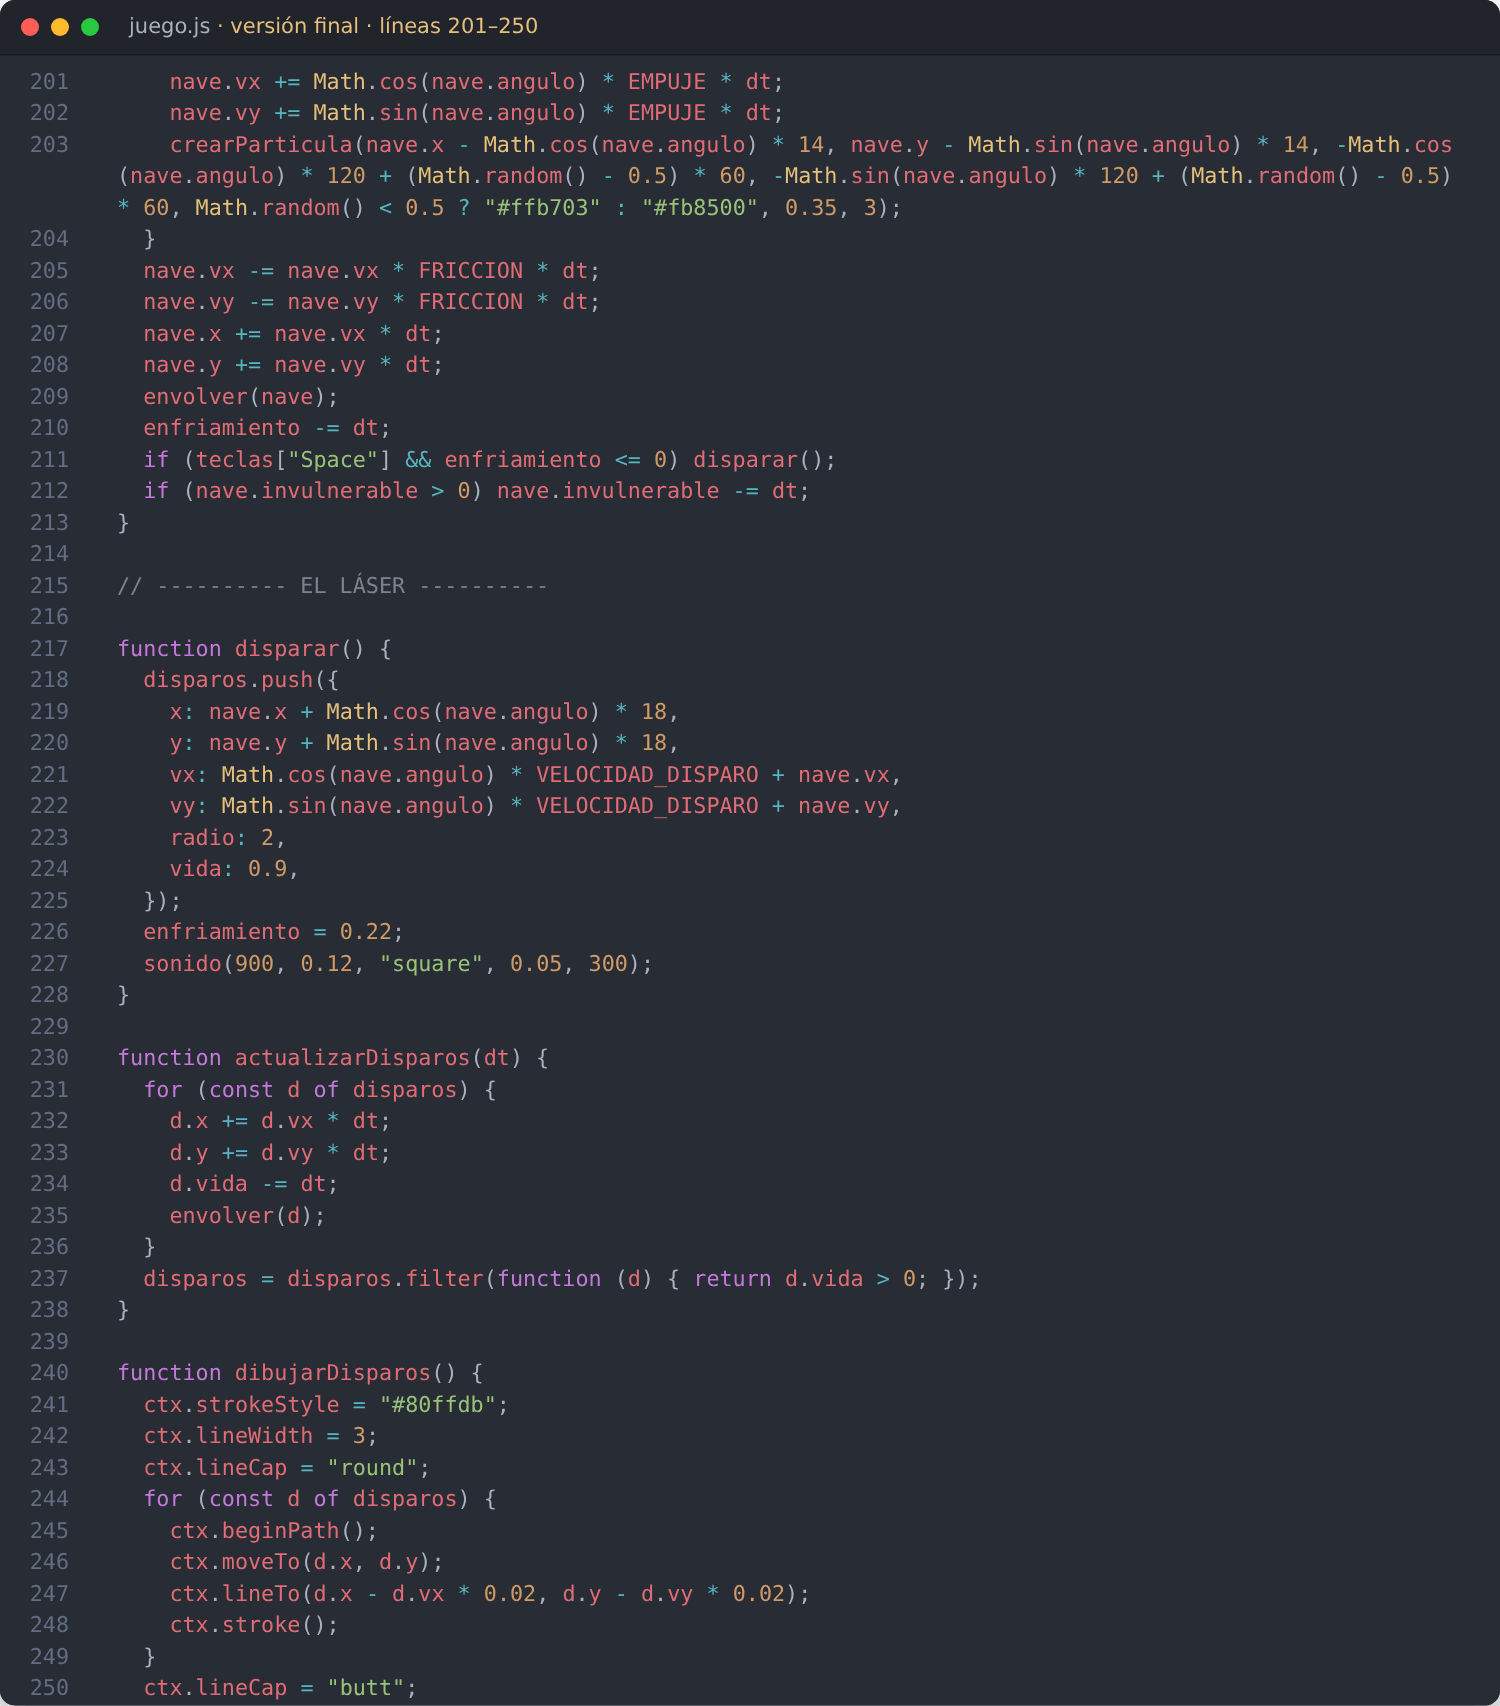 juego.js · versión final · líneas 201–250
201 nave.vx += Math.cos(nave.angulo) * EMPUJE * dt;
202 nave.vy += Math.sin(nave.angulo) * EMPUJE * dt;
203 crearParticula(nave.x - Math.cos(nave.angulo) * 14, nave.y - Math.sin(nave.angulo) * 14, -Math.cos
(nave.angulo) * 120 + (Math.random() - 0.5) * 60, -Math.sin(nave.angulo) * 120 + (Math.random() - 0.5)
* 60, Math.random() < 0.5 ? "#ffb703" : "#fb8500", 0.35, 3);
204 }
205 nave.vx -= nave.vx * FRICCION * dt;
206 nave.vy -= nave.vy * FRICCION * dt;
207 nave.x += nave.vx * dt;
208 nave.y += nave.vy * dt;
209 envolver(nave);
210 enfriamiento -= dt;
211 if (teclas["Space"] && enfriamiento <= 0) disparar();
212 if (nave.invulnerable > 0) nave.invulnerable -= dt;
213 }
214
215 // ---------- EL LÁSER ----------
216
217 function disparar() {
218 disparos.push({
219 x: nave.x + Math.cos(nave.angulo) * 18,
220 y: nave.y + Math.sin(nave.angulo) * 18,
221 vx: Math.cos(nave.angulo) * VELOCIDAD_DISPARO + nave.vx,
222 vy: Math.sin(nave.angulo) * VELOCIDAD_DISPARO + nave.vy,
223 radio: 2,
224 vida: 0.9,
225 });
226 enfriamiento = 0.22;
227 sonido(900, 0.12, "square", 0.05, 300);
228 }
229
230 function actualizarDisparos(dt) {
231 for (const d of disparos) {
232 d.x += d.vx * dt;
233 d.y += d.vy * dt;
234 d.vida -= dt;
235 envolver(d);
236 }
237 disparos = disparos.filter(function (d) { return d.vida > 0; });
238 }
239
240 function dibujarDisparos() {
241 ctx.strokeStyle = "#80ffdb";
242 ctx.lineWidth = 3;
243 ctx.lineCap = "round";
244 for (const d of disparos) {
245 ctx.beginPath();
246 ctx.moveTo(d.x, d.y);
247 ctx.lineTo(d.x - d.vx * 0.02, d.y - d.vy * 0.02);
248 ctx.stroke();
249 }
250 ctx.lineCap = "butt";